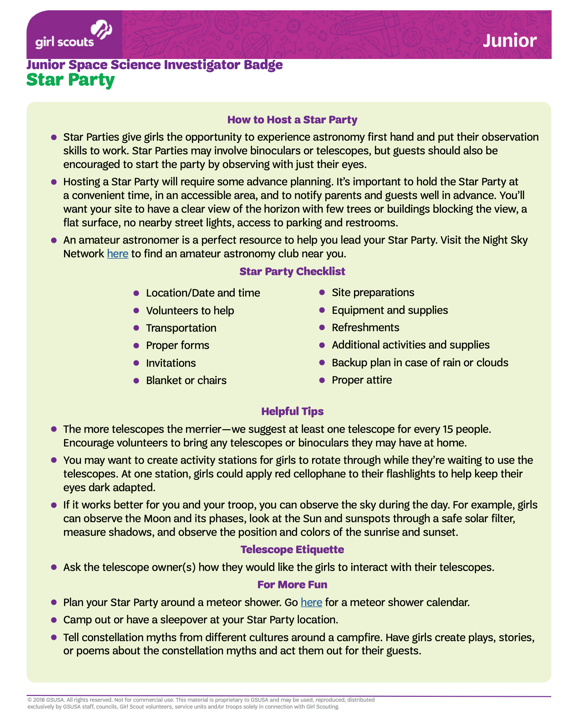 girl scouts
Junior
Junior Space Science Investigator Badge
Star Party
How to Host a Star Party
• Star Parties give girls the opportunity to experience astronomy first hand and put their observation
skills to work. Star Parties may involve binoculars or telescopes, but guests should also be
encouraged to start the party by observing with just their eyes.
• Hosting a Star Party will require some advance planning. It's important to hold the Star Party at
a convenient time, in an accessible area, and to notify parents and guests well in advance. You'll
want your site to have a clear view of the horizon with few trees or buildings blocking the view, a
flat surface, no nearby street lights, access to parking and restrooms.
• An amateur astronomer is a perfect resource to help you lead your Star Party. Visit the Night Sky
Network here to find an amateur astronomy club near you.
Star Party Checklist
• Location/Date and time
• Volunteers to help
• Transportation
• Proper forms
• Invitations
• Blanket or chairs
• Site preparations
• Equipment and supplies
• Refreshments
• Additional activities and supplies
• Backup plan in case of rain or clouds
• Proper attire
Helpful Tips
• The more telescopes the merrier—we suggest at least one telescope for every 15 people.
Encourage volunteers to bring any telescopes or binoculars they may have at home.
• You may want to create activity stations for girls to rotate through while they're waiting to use the
telescopes. At one station, girls could apply red cellophane to their flashlights to help keep their
eyes dark adapted.
• If it works better for you and your troop, you can observe the sky during the day. For example, girls
can observe the Moon and its phases, look at the Sun and sunspots through a safe solar filter,
measure shadows, and observe the position and colors of the sunrise and sunset.
Telescope Etiquette
• Ask the telescope owner(s) how they would like the girls to interact with their telescopes.
For More Fun
• Plan your Star Party around a meteor shower. Go here for a meteor shower calendar.
• Camp out or have a sleepover at your Star Party location.
• Tell constellation myths from different cultures around a campfire. Have girls create plays, stories,
or poems about the constellation myths and act them out for their guests.
© 2018 GSUSA. All rights reserved. Not for commercial use. This material is proprietary to GSUSA and may be used, reproduced, distributed
exclusively by GSUSA staff, councils, Girl Scout volunteers, service units and/or troops solely in connection with Girl Scouting.